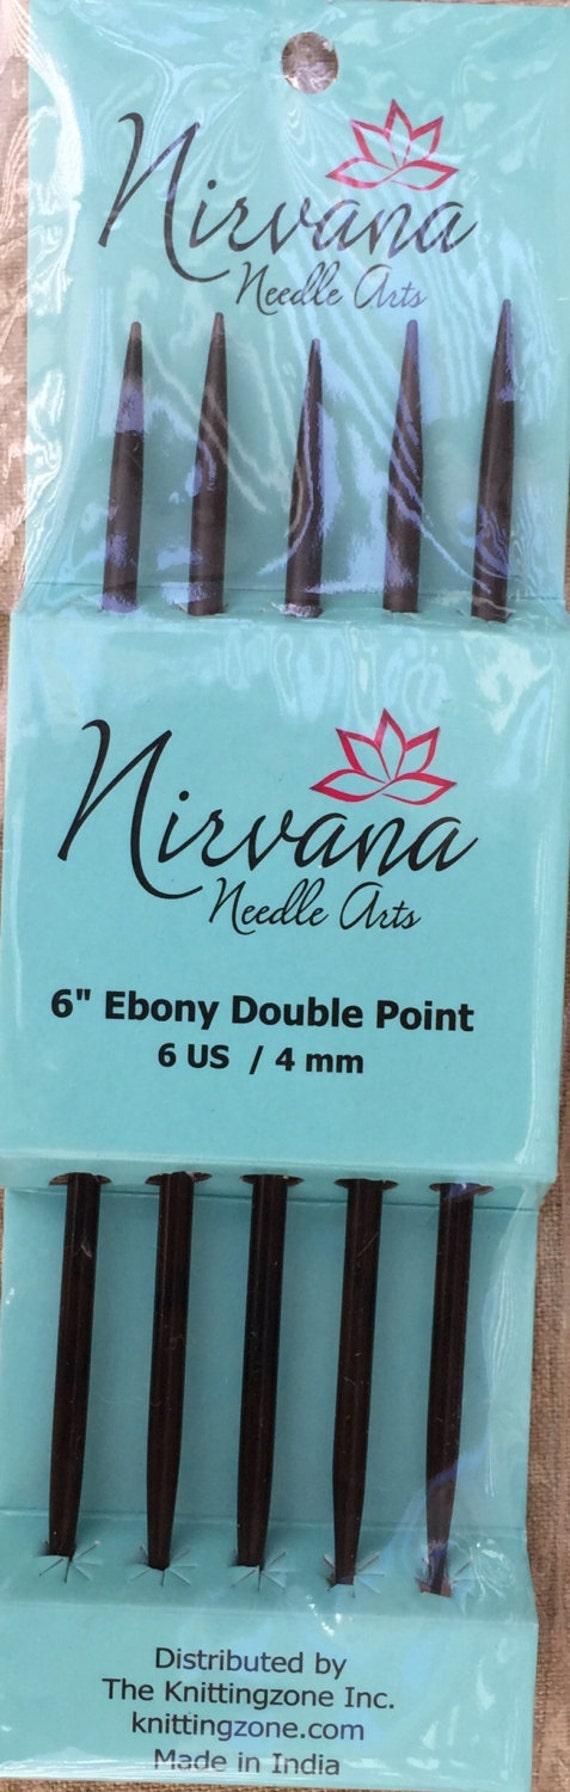 Nirvana
Needle Arts
Nirvana
Needle Arts
6" Ebony Double Point
6 US / 4 mm
Distributed by
The Knittingzone Inc.
knittingzone.com
Made in India